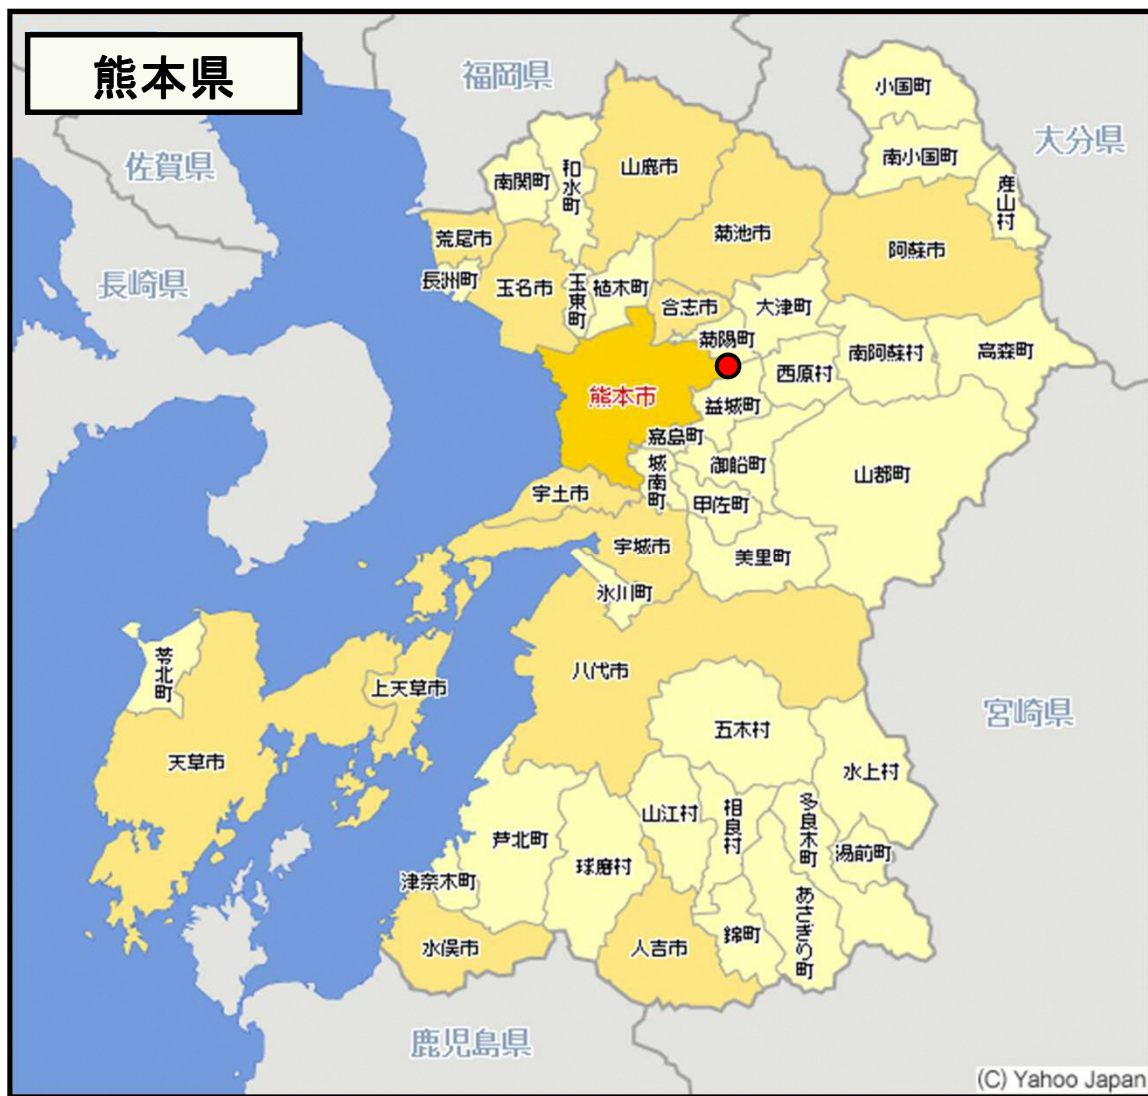 熊本県
福岡県
小国町
大分県
佐賀県
南小国町
和水町
山鹿市
南関町
産山村
荒尾市
菊池市
阿蘇市
長崎県
長洲町
玉名市
玉東町
植木町
合志市
大津町
菊陽町
南阿蘇村
高森町
西原村
熊本市
益城町
嘉島町
御船町
山都町
城南町
宇土市
甲佐町
宇城市
美里町
氷川町
苓北町
八代市
上天草市
宮崎県
五木村
天草市
水上村
山江村
相良村
多良木町
芦北町
湯前町
球磨村
津奈木町
あさぎり町
錦町
水俣市
人吉市
鹿児島県
(C) Yahoo Japan